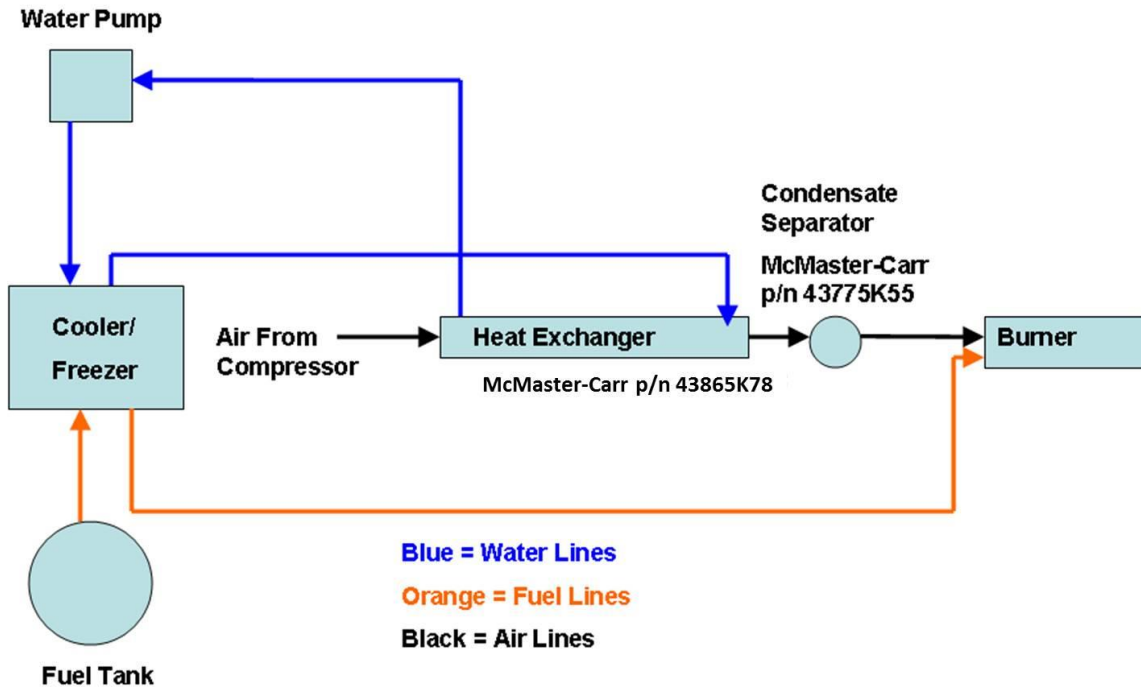 Water Pump
Condensate
Separator
McMaster-Carr
p/n 43775K55
Cooler/
Freezer
Air From
Compressor
Heat Exchanger
Burner
McMaster-Carr p/n 43865K78
Blue = Water Lines
Orange = Fuel Lines
Black = Air Lines
Fuel Tank